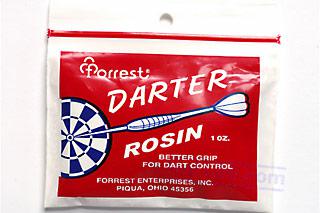 Forrest
DARTER
ROSIN 1 OZ.
BETTER GRIP
FOR DART CONTROL
FORREST ENTERPRISES, INC.
PIQUA, OHIO 45356